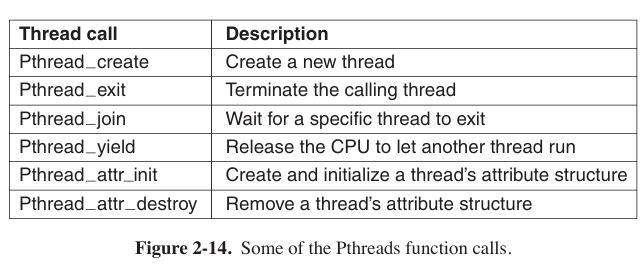 Thread call Description
Pthread_create Create a new thread
Pthread_exit Terminate the calling thread
Pthread_join Wait for a specific thread to exit
Pthread_yield Release the CPU to let another thread run
Pthread_attr_init Create and initialize a thread’s attribute structure
Pthread_attr_destroy Remove a thread’s attribute structure
Figure 2-14. Some of the Pthreads function calls.